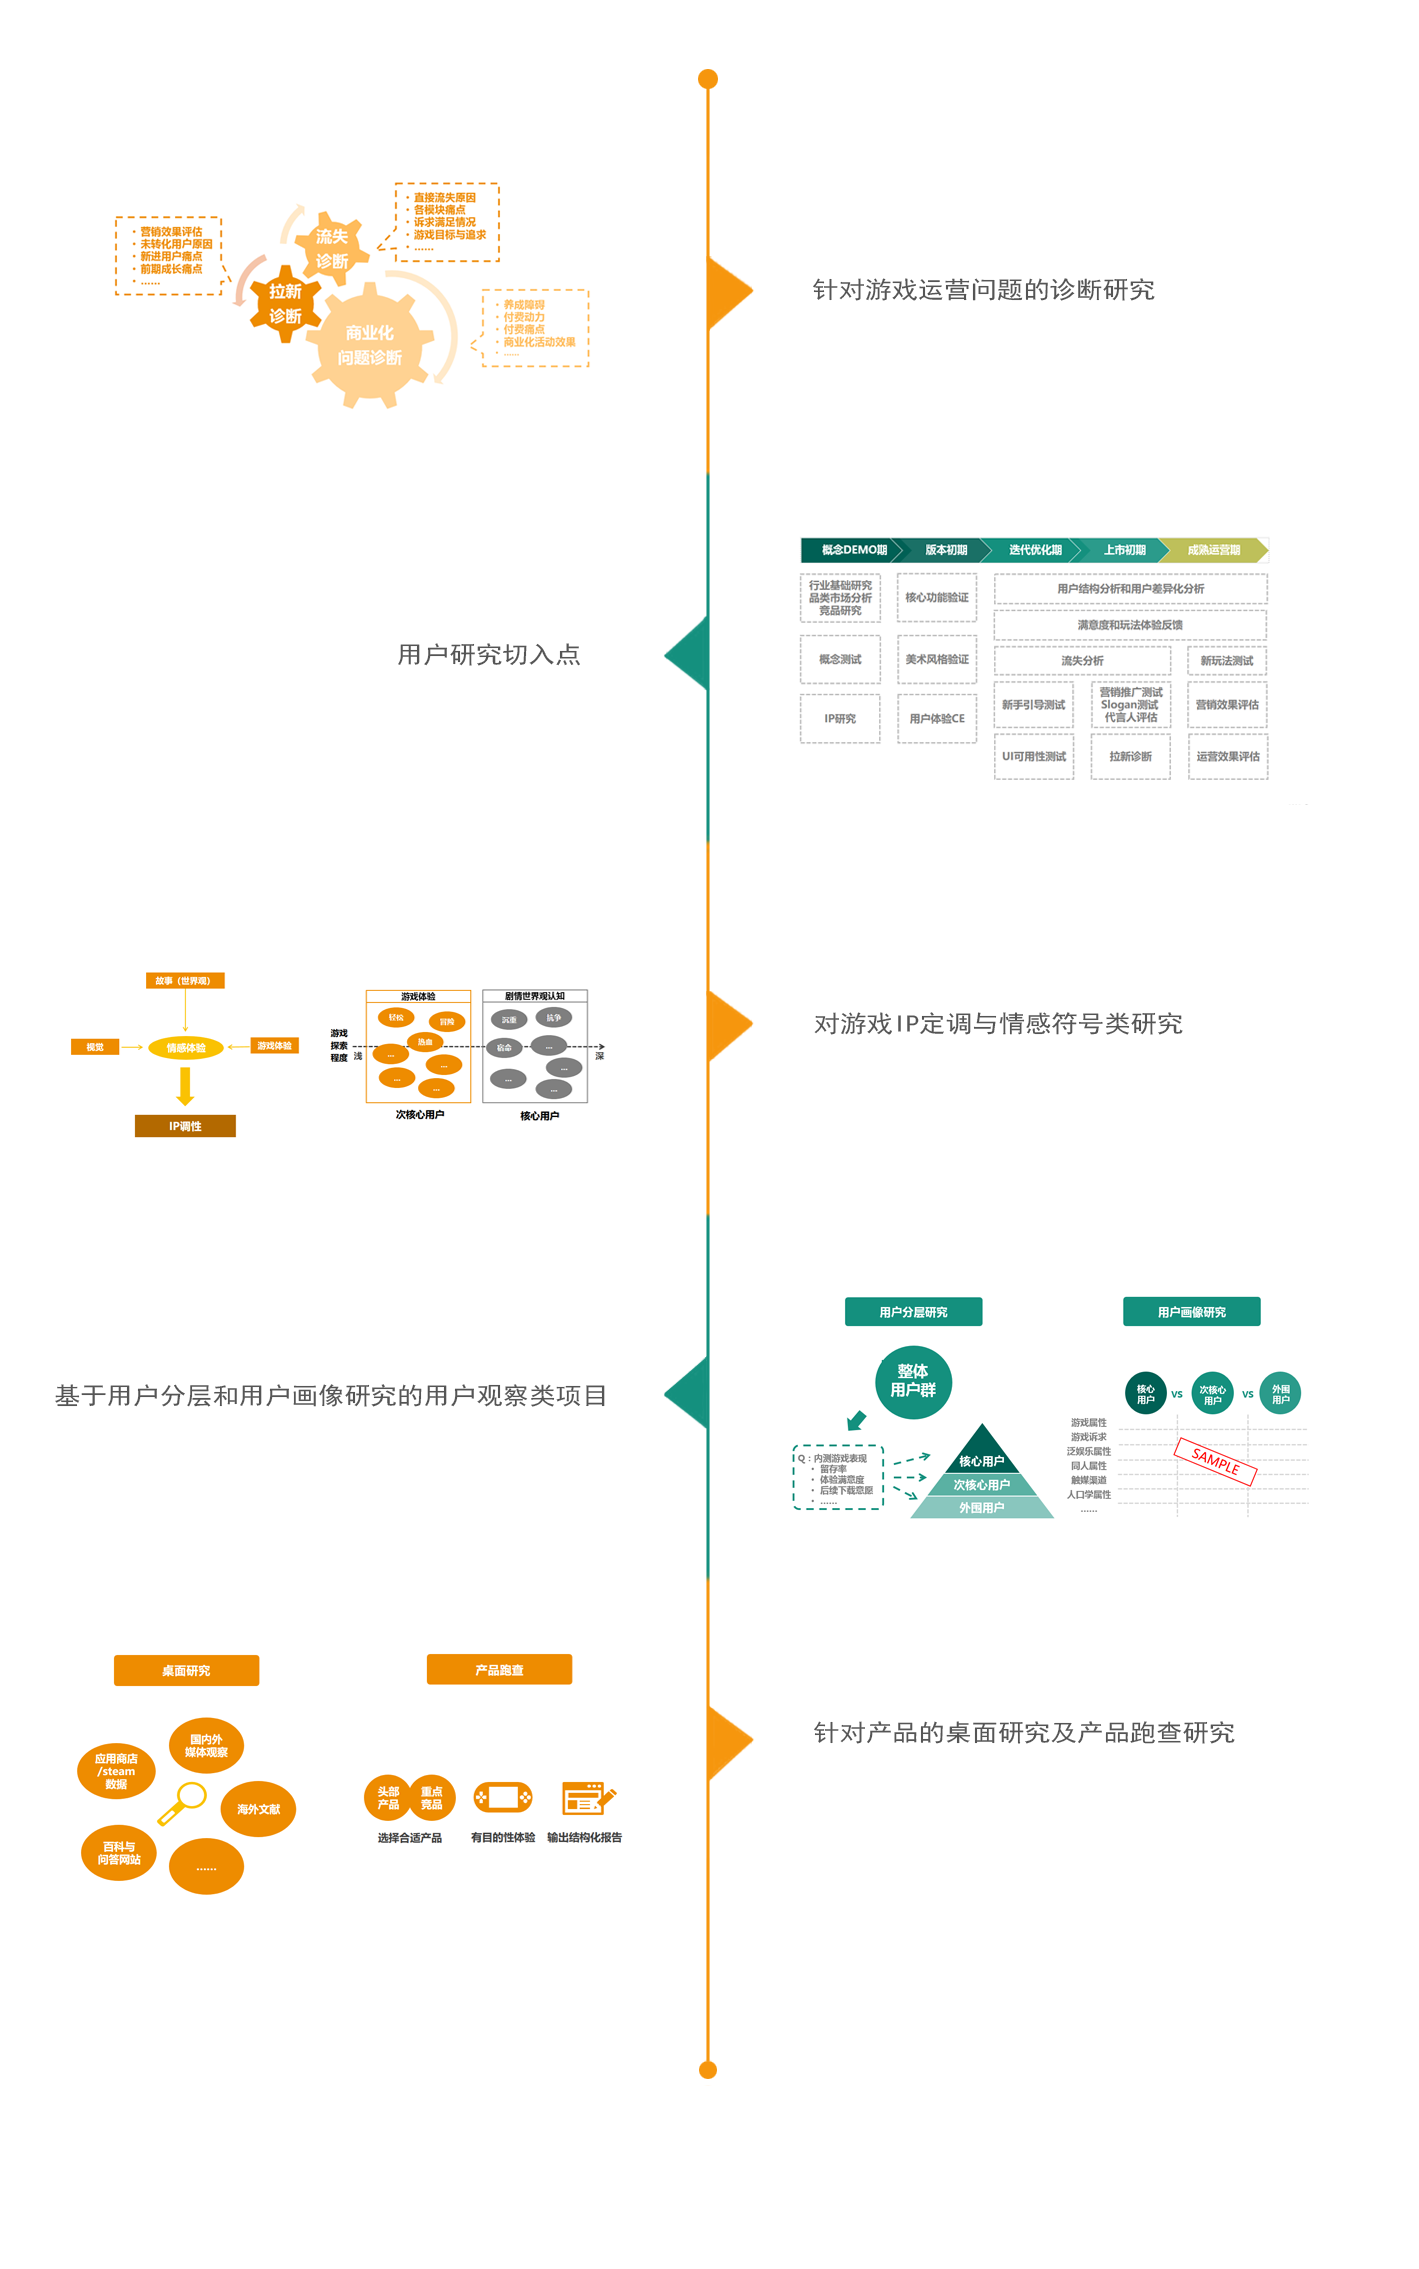 直接流失原因
各模块痛点
诉求满足情况
游戏目标与追求
……
营销效果评估
未转化用户原因
新进用户痛点
前期成长痛点
……
流失
诊断
拉新
诊断
商业化
问题诊断
养成障碍
付费动力
付费痛点
商业化活动效果
……
针对游戏运营问题的诊断研究
用户研究切入点
概念DEMO期
版本初期
迭代优化期
上市初期
成熟运营期
行业基础研究
品类市场分析
竞品研究
核心功能验证
用户结构分析和用户差异化分析
满意度和玩法体验反馈
概念测试
美术风格验证
流失分析
新玩法测试
IP研究
用户体验CE
新手引导测试
营销推广测试
Slogan测试
代言人评估
营销效果评估
UI可用性测试
拉新诊断
运营效果评估
故事（世界观）
视觉
情感体验
游戏体验
IP调性
游戏
探索
程度
浅
深
游戏体验
轻松
冒险
热血
...
...
...
...
次核心用户
剧情世界观认知
沉重
抗争
宿命
...
...
...
...
核心用户
对游戏IP定调与情感符号类研究
基于用户分层和用户画像研究的用户观察类项目
用户分层研究
整体
用户群
Q：内测游戏表现
留存率
体验满意度
后续下载意愿
……
核心用户
次核心用户
外围用户
用户画像研究
核心
用户
VS
次核心
用户
VS
外围
用户
游戏属性
游戏诉求
泛娱乐属性
同人属性
触媒渠道
人口学属性
……
SAMPLE
桌面研究
国内外
媒体观察
应用商店
/steam
数据
海外文献
百科与
问答网站
……
产品跑查
头部
产品
重点
竞品
选择合适产品
有目的性体验
输出结构化报告
针对产品的桌面研究及产品跑查研究